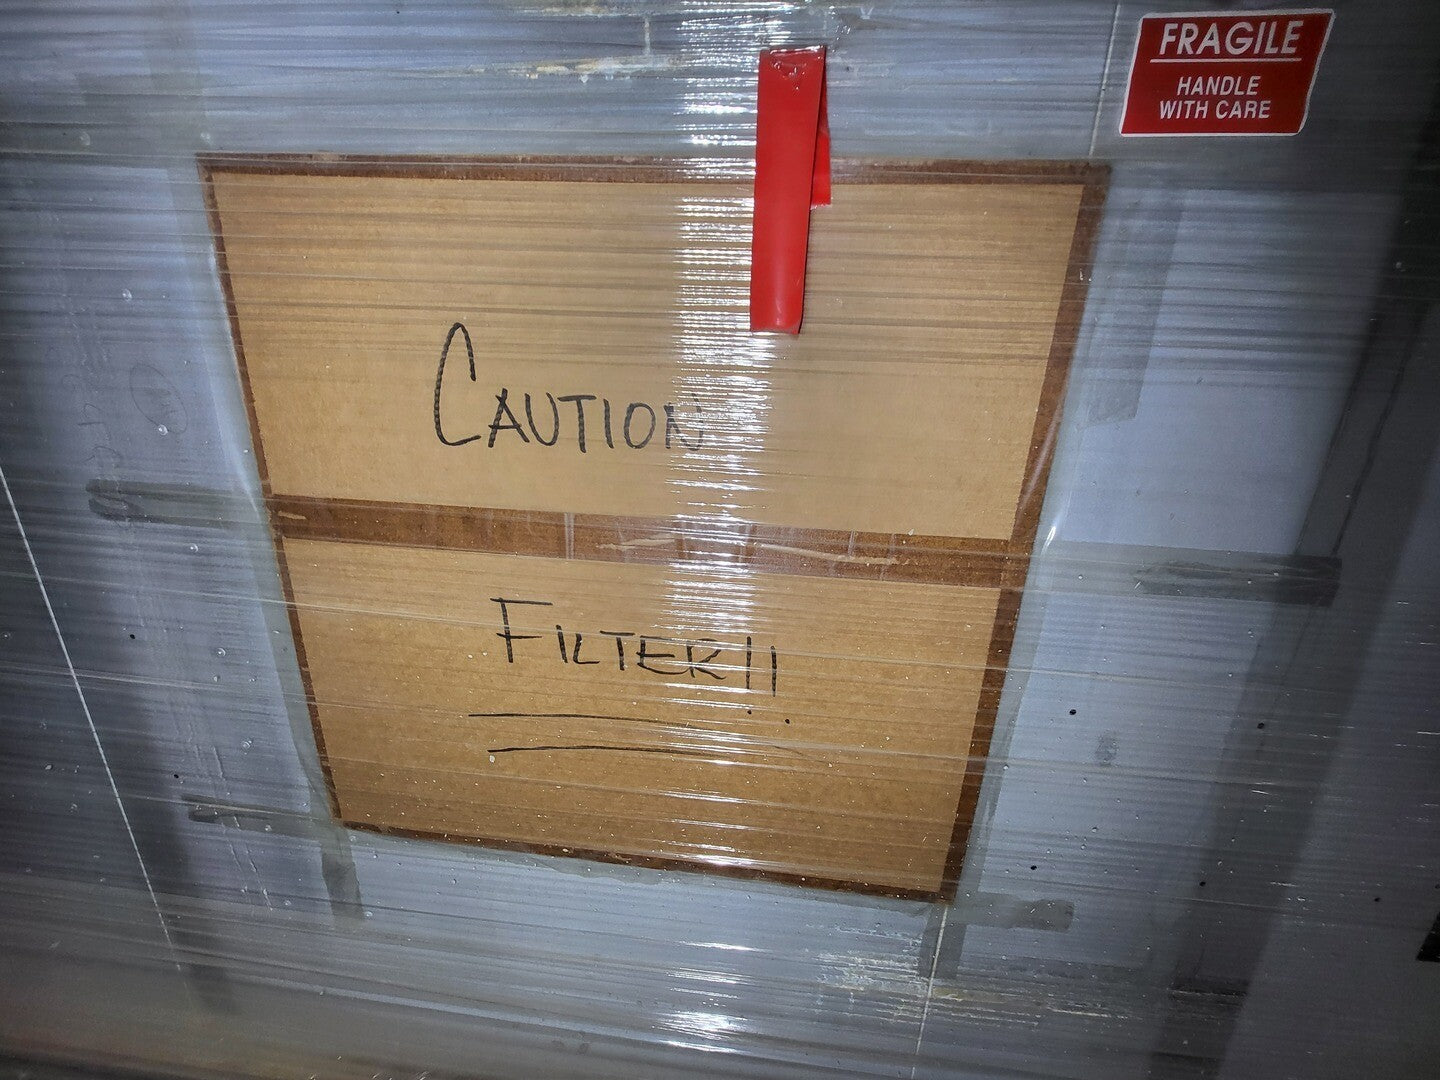 FRAGILE
HANDLE
WITH CARE
CAUTION
FILTER!!